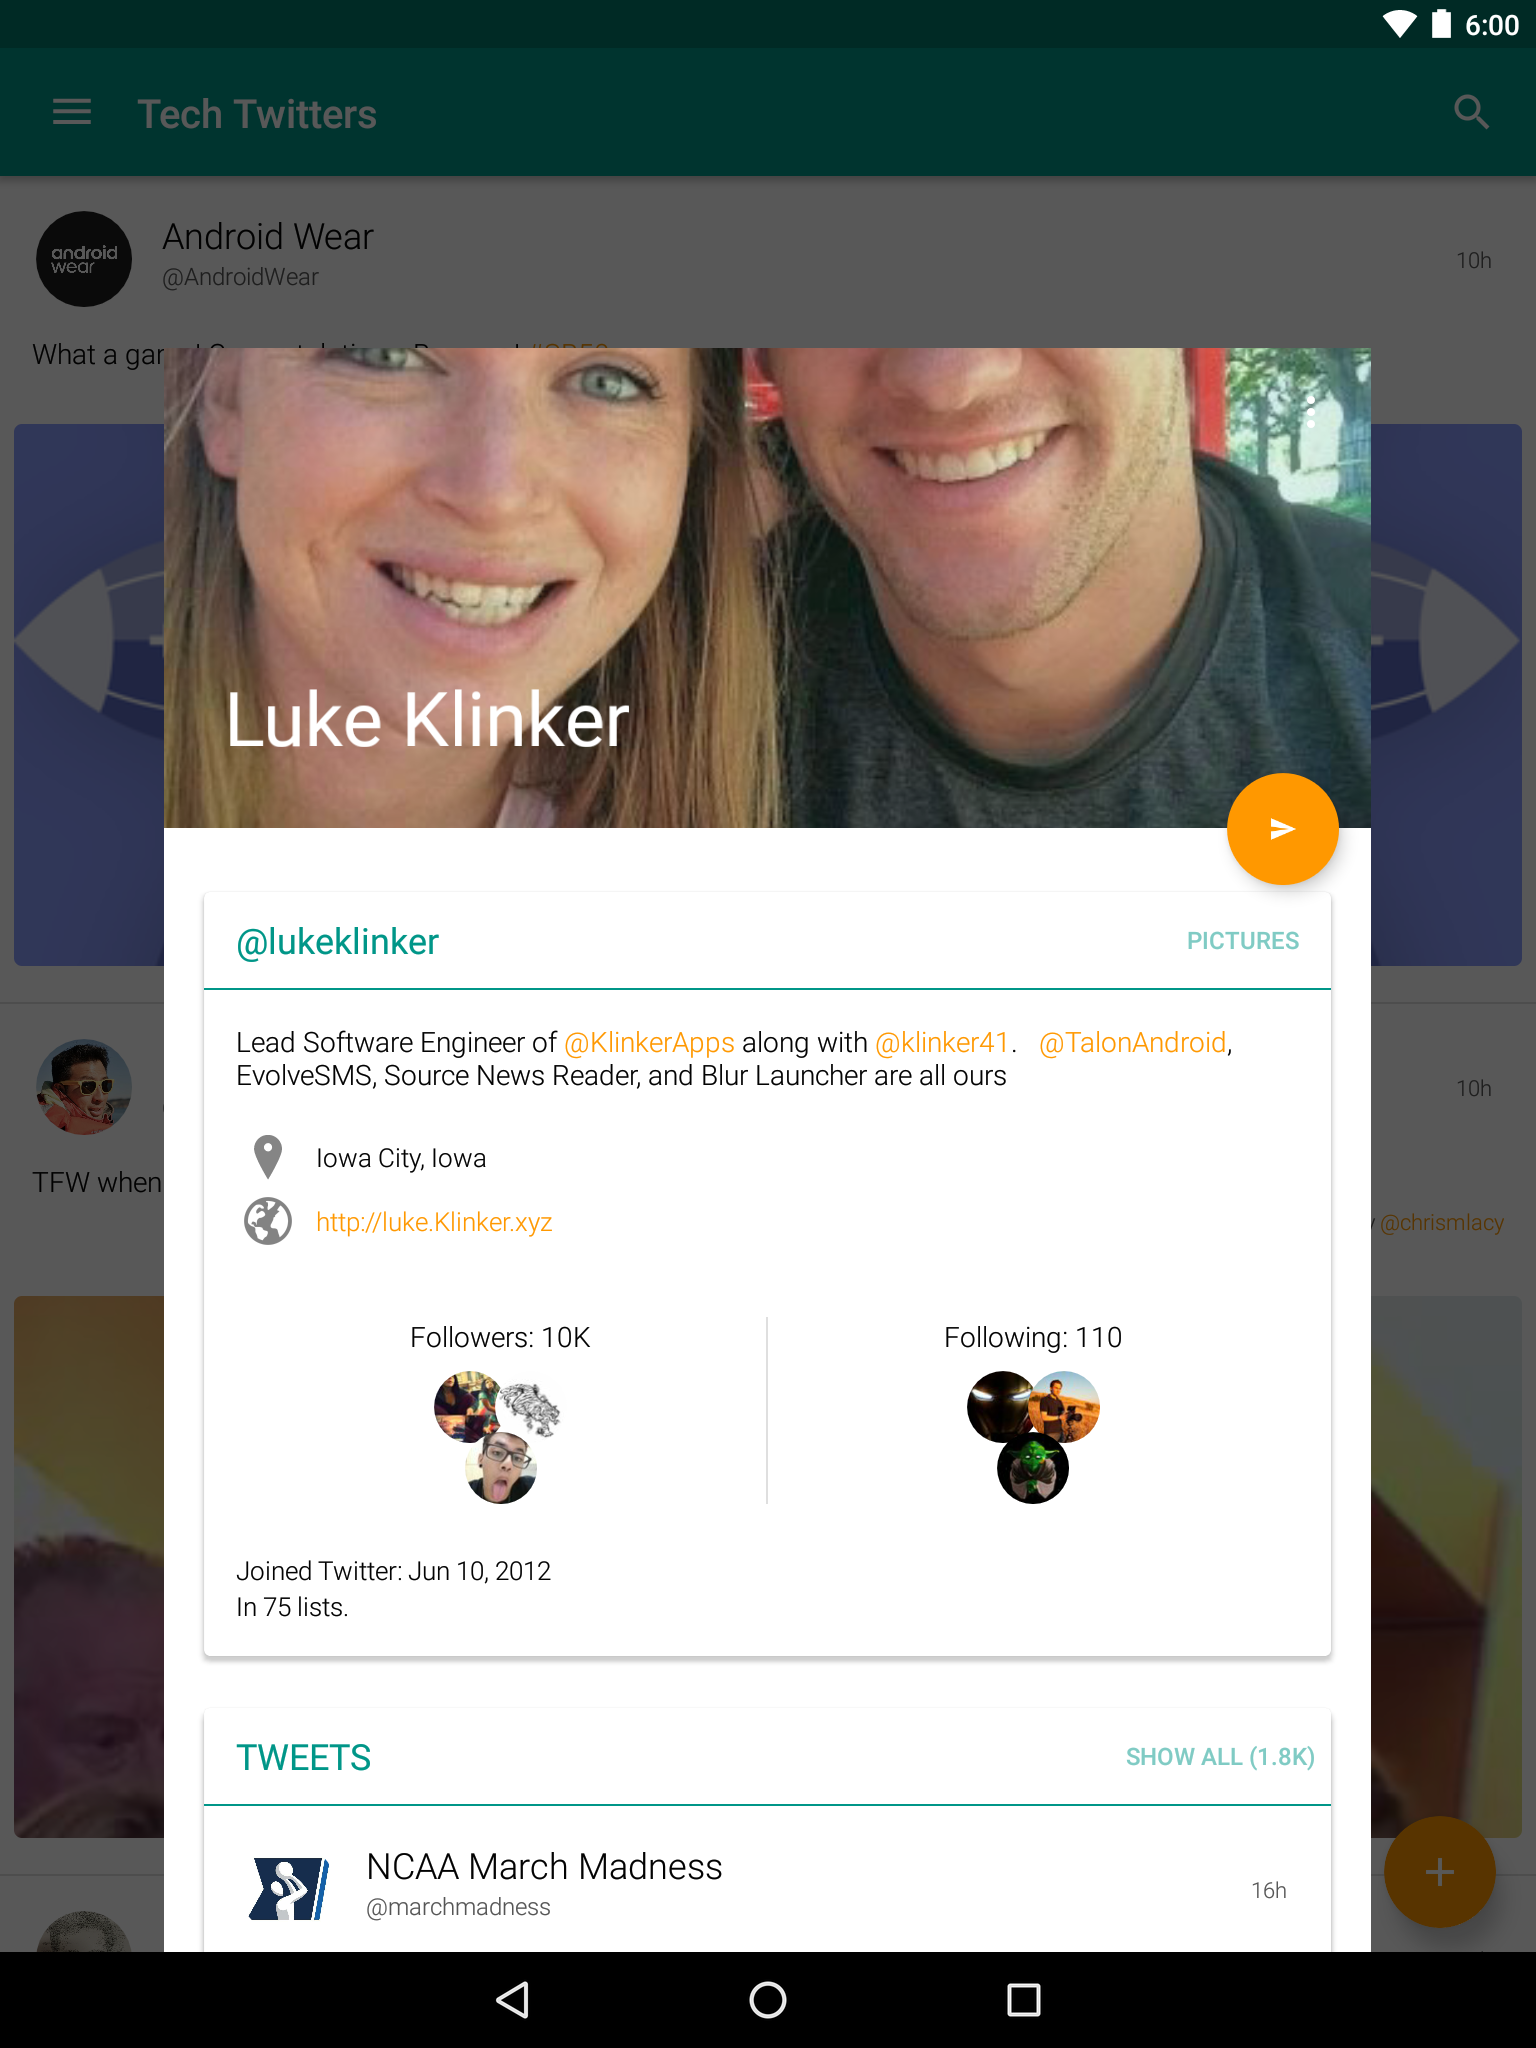 6:00
Tech Twitters
android
wear
Android Wear
@AndroidWear
10h
What a
Luke Klinker
@lukeklinker
PICTURES
Lead Software Engineer of @KlinkerApps along with @klinker41. @TalonAndroid,
EvolveSMS, Source News Reader, and Blur Launcher are all ours
10h
Iowa City, Iowa
TFW when
http://luke.Klinker.xyz
@chrismlacy
Followers: 10K
Following: 110
Joined Twitter: Jun 10, 2012
In 75 lists.
TWEETS
SHOW ALL (1.8K)
NCAA March Madness
@marchmadness
16h